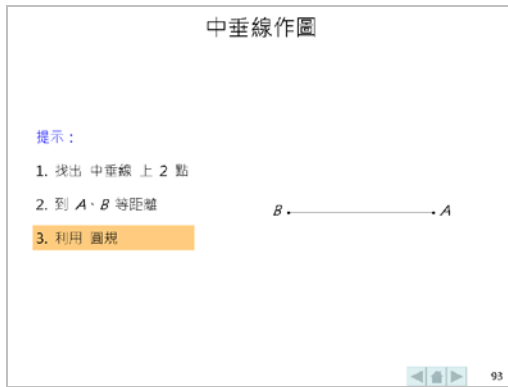 中垂線作圖
提示：
1. 找出 中垂線 上 2 點
2. 到 A、B 等距離
B A
3. 利用 圓規
93